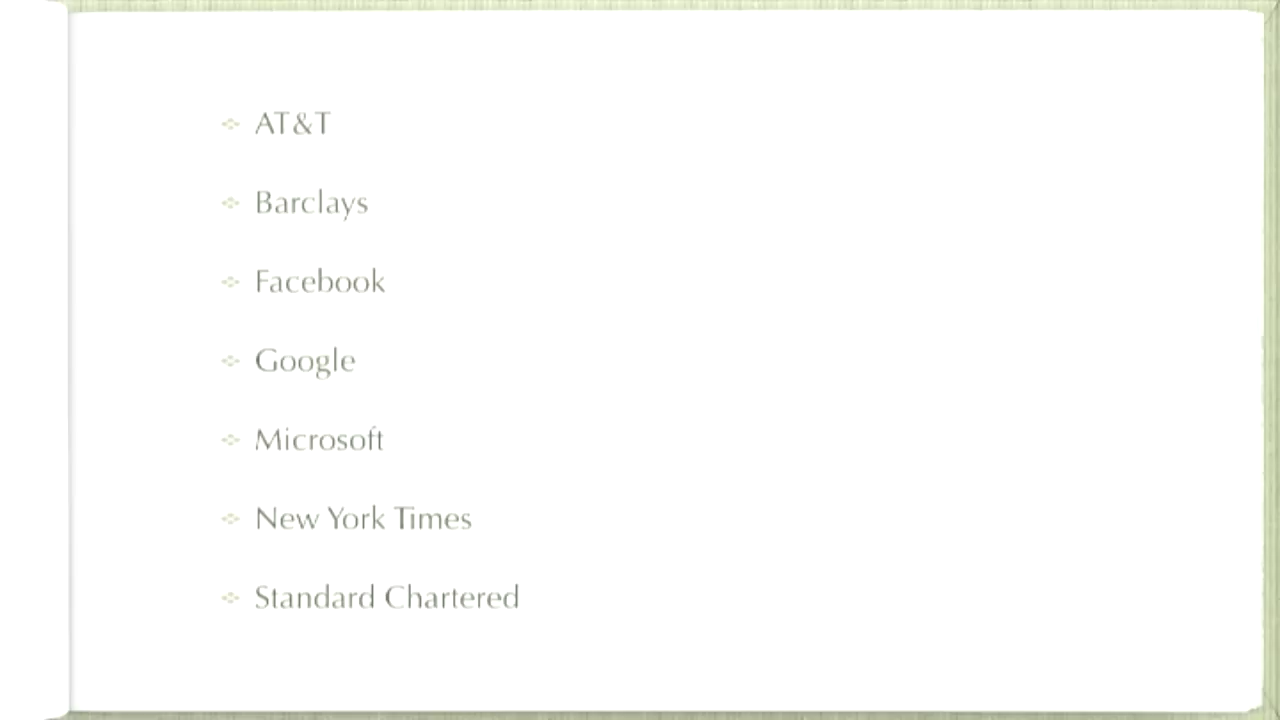 AT&T
Barclays
Facebook
Google
Microsoft
New York Times
Standard Chartered